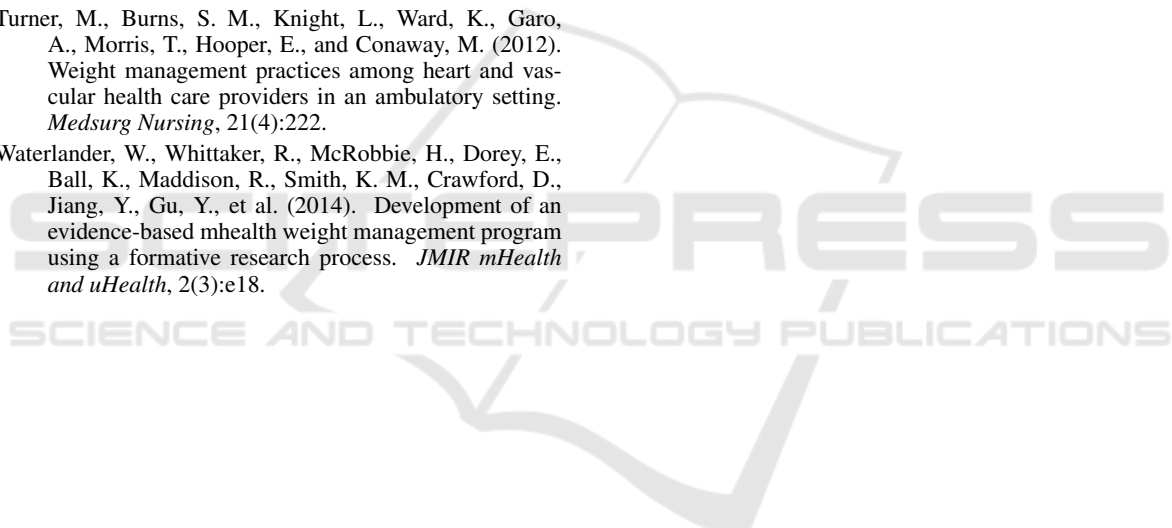 Turner, M., Burns, S. M., Knight, L., Ward, K., Garo,
A., Morris, T., Hooper, E., and Conaway, M. (2012).
Weight management practices among heart and vas-
cular health care providers in an ambulatory setting.
Medsurg Nursing, 21(4):222.
Waterlander, W., Whittaker, R., McRobbie, H., Dorey, E.,
Ball, K., Maddison, R., Smith, K. M., Crawford, D.,
Jiang, Y., Gu, Y., et al. (2014). Development of an
evidence-based mhealth weight management program
using a formative research process. JMIR mHealth
and uHealth, 2(3):e18.
SCITEPRESS
SCIENCE AND TECHNOLOGY PUBLICATIONS